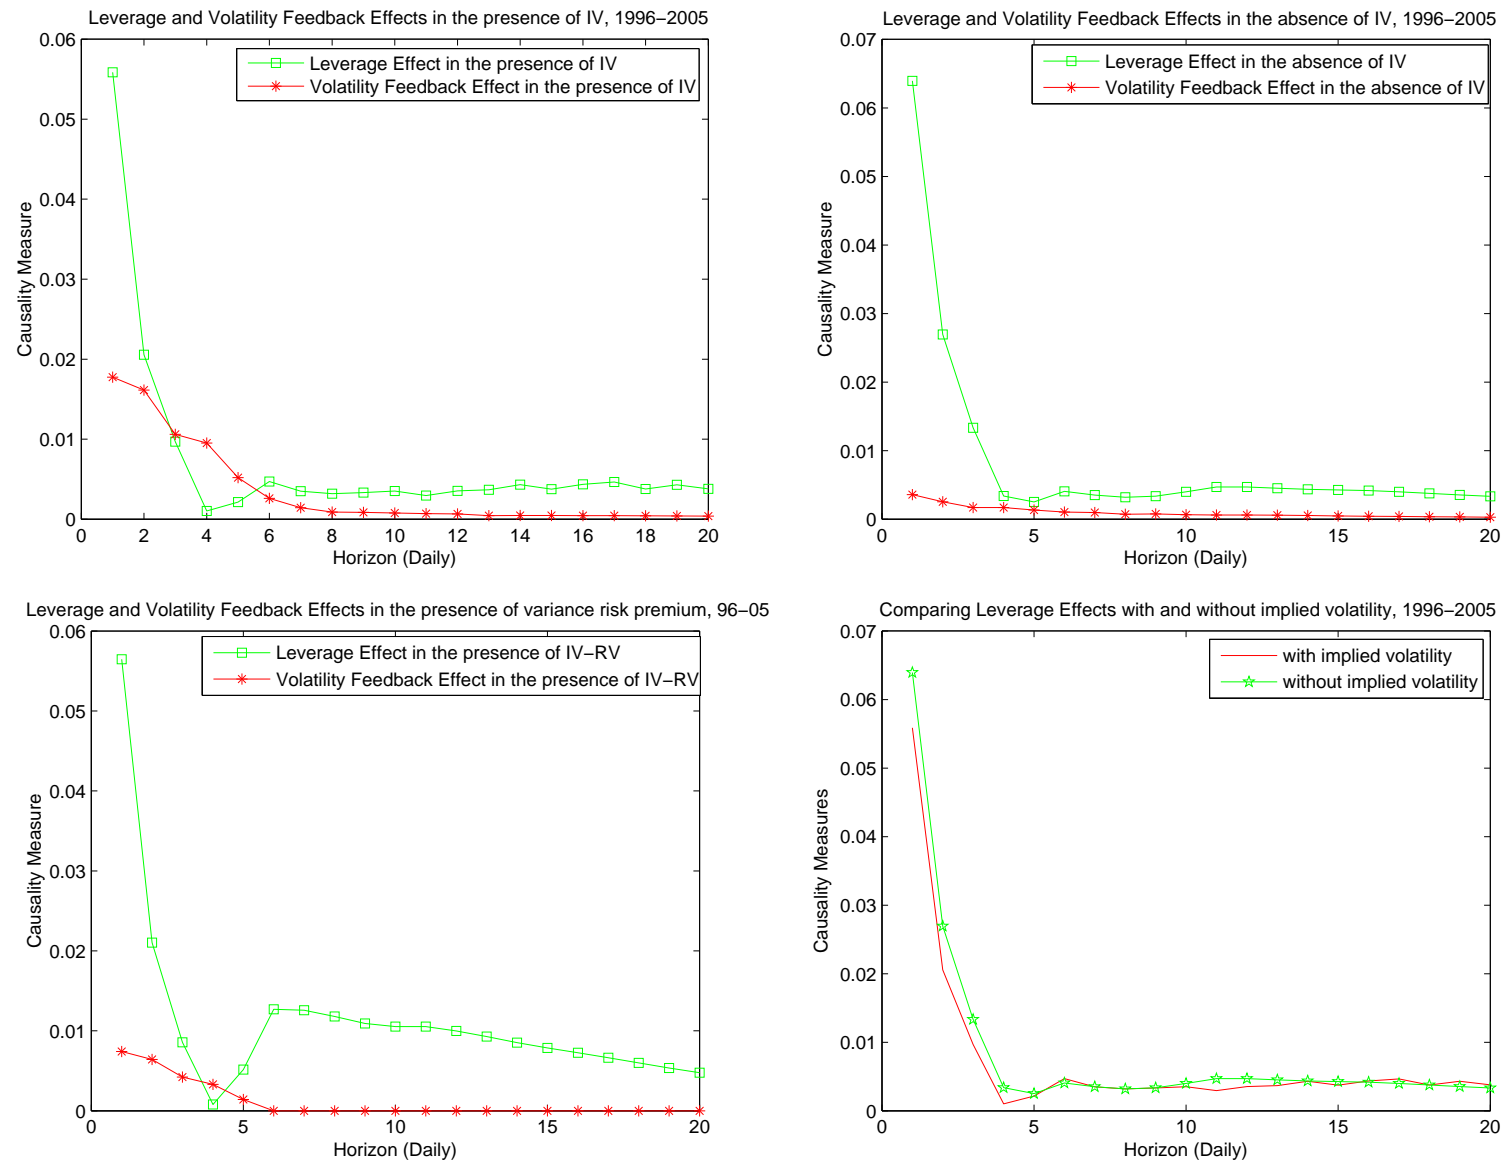 Leverage and Volatility Feedback Effects in the presence of IV, 1996−2005
0.06
0.05
0.04
0.03
0.02
0.01
0
Causality Measure
Leverage Effect in the presence of IV
Volatility Feedback Effect in the presence of IV
0 2 4 6 8 10 12 14 16 18 20
Horizon (Daily)
Leverage and Volatility Feedback Effects in the absence of IV, 1996−2005
0.07
0.06
0.05
0.04
0.03
0.02
0.01
0
Causality Measure
Leverage Effect in the absence of IV
Volatility Feedback Effect in the absence of IV
0 5 10 15 20
Horizon (Daily)
Leverage and Volatility Feedback Effects in the presence of variance risk premium, 96−05
0.06
0.05
0.04
0.03
0.02
0.01
0
Causality Measure
Leverage Effect in the presence of IV−RV
Volatility Feedback Effect in the presence of IV−RV
0 5 10 15 20
Horizon (Daily)
Comparing Leverage Effects with and without implied volatility, 1996−2005
0.07
0.06
0.05
0.04
0.03
0.02
0.01
0
Causality Measures
with implied volatility
without implied volatility
0 5 10 15 20
Horizon (Daily)